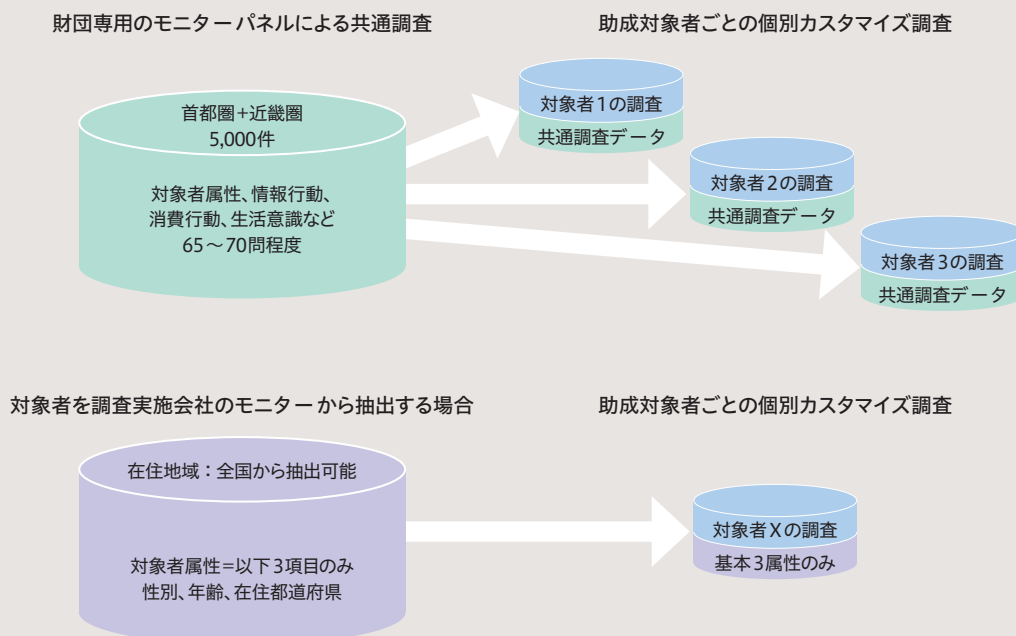 財団専用のモニターパネルによる共通調査
助成対象者ごとの個別カスタマイズ調査
首都圏+近畿圏
5,000件
対象者属性、情報行動、
消費行動、生活意識など
65〜70問程度
対象者1の調査
共通調査データ
対象者2の調査
共通調査データ
対象者3の調査
共通調査データ
対象者を調査実施会社のモニターから抽出する場合
助成対象者ごとの個別カスタマイズ調査
在住地域：全国から抽出可能
対象者属性=以下3項目のみ
性別、年齢、在住都道府県
対象者Xの調査
基本3属性のみ